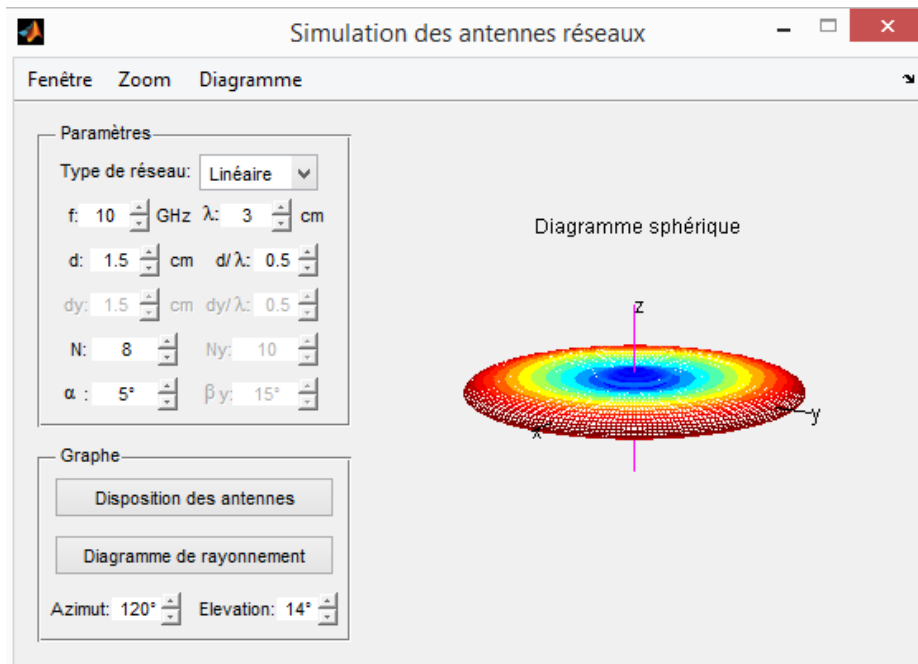 Simulation des antennes réseaux
Fenêtre Zoom Diagramme
Paramètres
Type de réseau: Linéaire
f: 10 GHz λ: 3 cm
d: 1.5 cm d/λ: 0.5
dy: 1.5 cm dy/λ: 0.5
N: 8 Ny: 10
α : 5° βy: 15°
Graphe
Disposition des antennes
Diagramme de rayonnement
Azimut: 120° Elevation: 14°
Diagramme sphérique
z
y
x